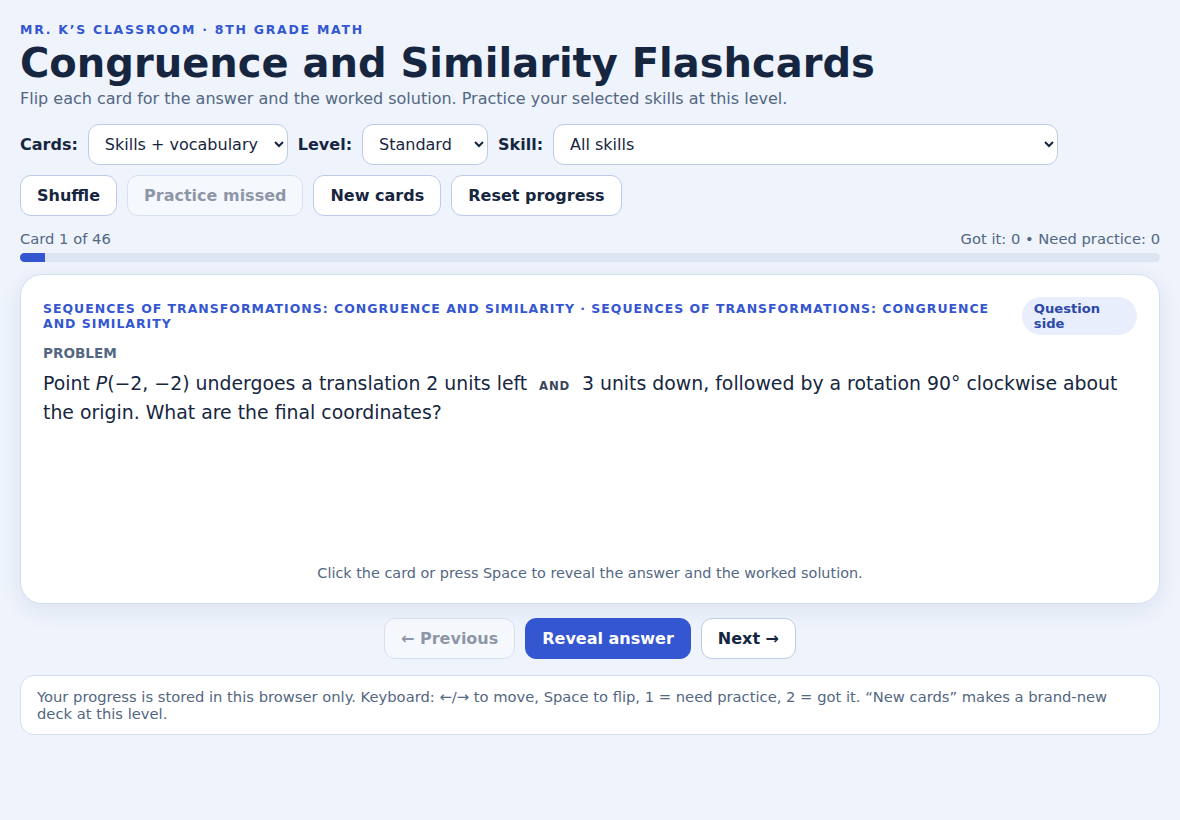 MR. K’S CLASSROOM · 8TH GRADE MATH
Congruence and Similarity Flashcards
Flip each card for the answer and the worked solution. Practice your selected skills at this level.
Cards: Skills + vocabulary Level: Standard Skill: All skills
Shuffle Practice missed New cards Reset progress
Card 1 of 46 Got it: 0 • Need practice: 0
SEQUENCES OF TRANSFORMATIONS: CONGRUENCE AND SIMILARITY · SEQUENCES OF TRANSFORMATIONS: CONGRUENCE
AND SIMILARITY
Question
side
PROBLEM
Point P(−2, −2) undergoes a translation 2 units left AND 3 units down, followed by a rotation 90° clockwise about
the origin. What are the final coordinates?
Click the card or press Space to reveal the answer and the worked solution.
← Previous Reveal answer Next →
Your progress is stored in this browser only. Keyboard: ←/→ to move, Space to flip, 1 = need practice, 2 = got it. “New cards” makes a brand-new
deck at this level.